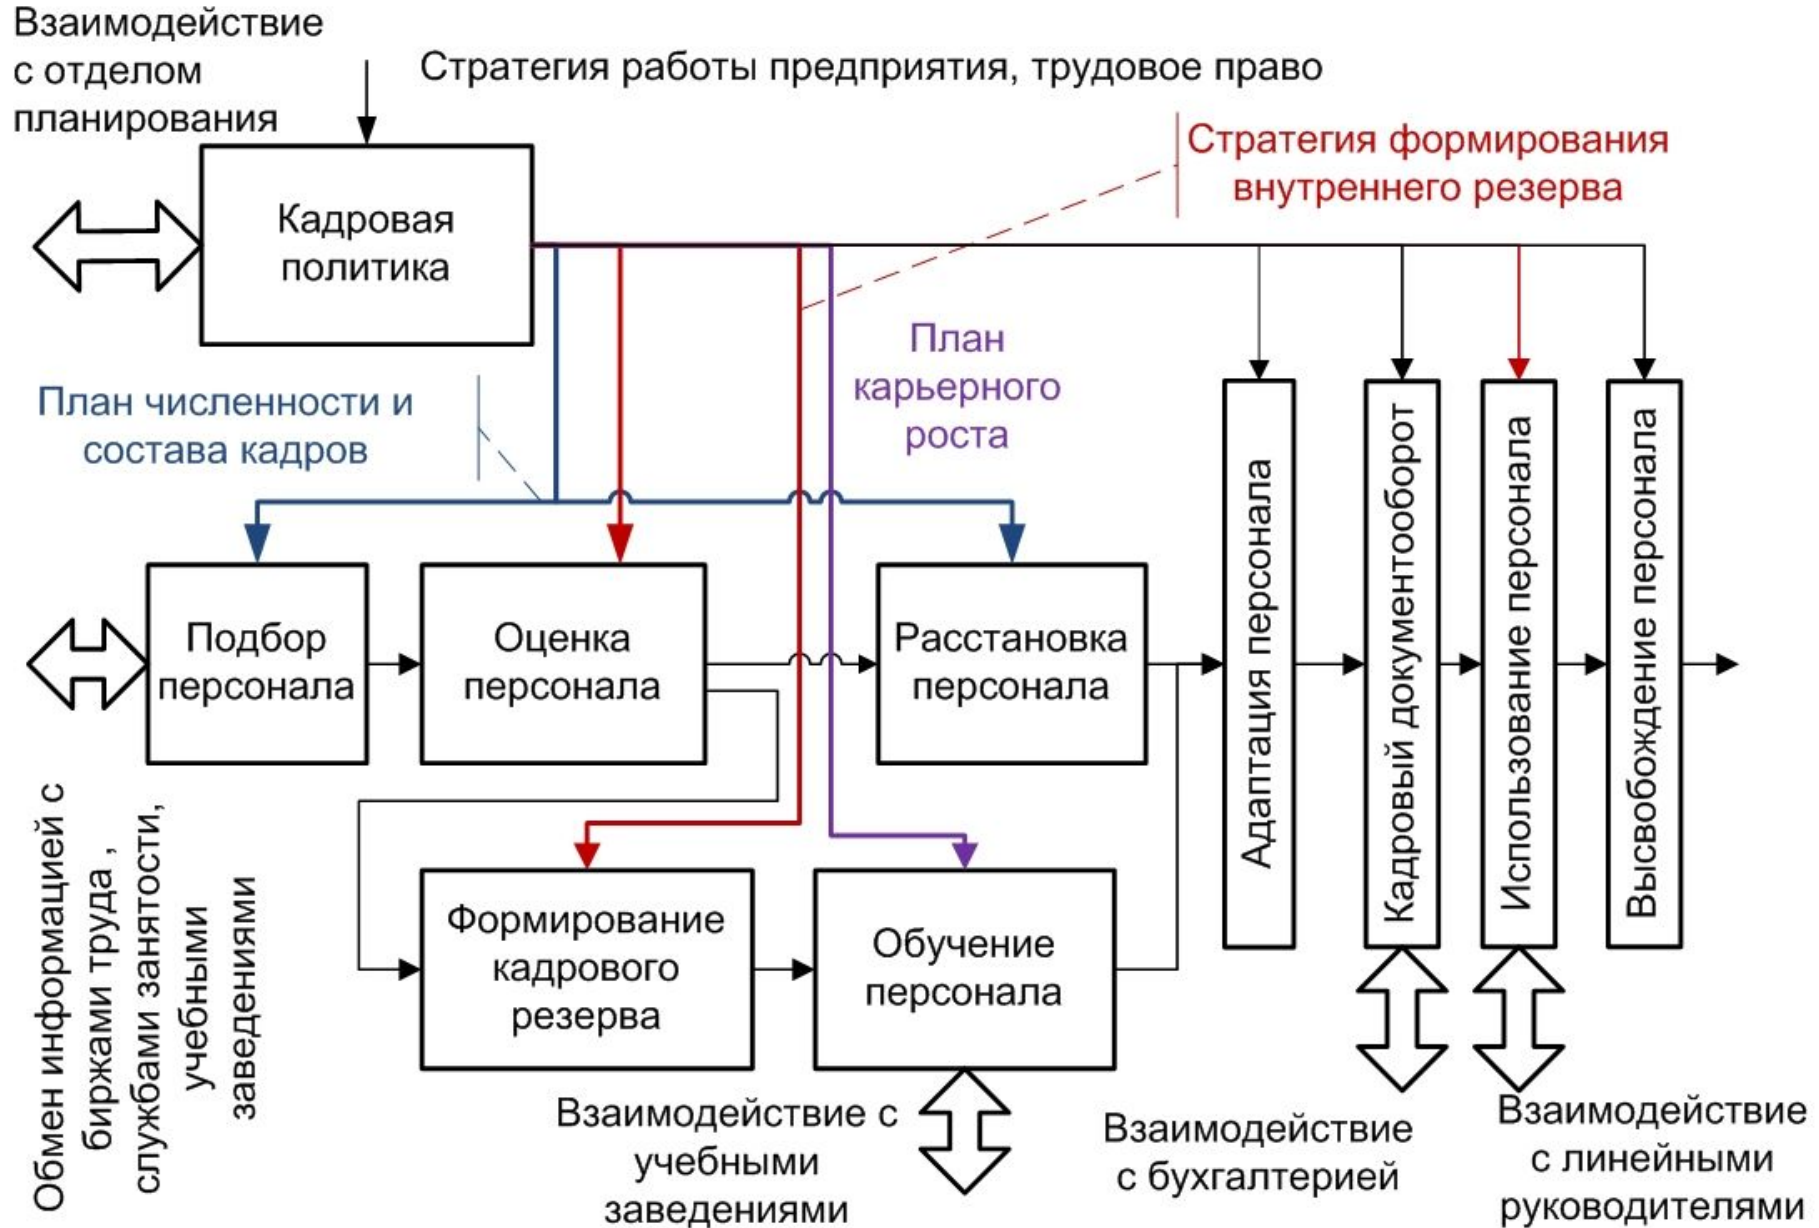 Взаимодействие
с отделом
планирования
Стратегия работы предприятия, трудовое право
Стратегия формирования
внутреннего резерва
Кадровая
политика
План
карьерного
роста
План численности и
состава кадров
Подбор
персонала
Оценка
персонала
Расстановка
персонала
Адаптация персонала
Кадровый документооборот
Использование персонала
Высвобождение персонала
Обмен информацией с
биржами труда ,
службами занятости,
учебными
заведениями
Формирование
кадрового
резерва
Обучение
персонала
Взаимодействие с
учебными
заведениями
Взаимодействие
с бухгалтерией
Взаимодействие
с линейными
руководителями